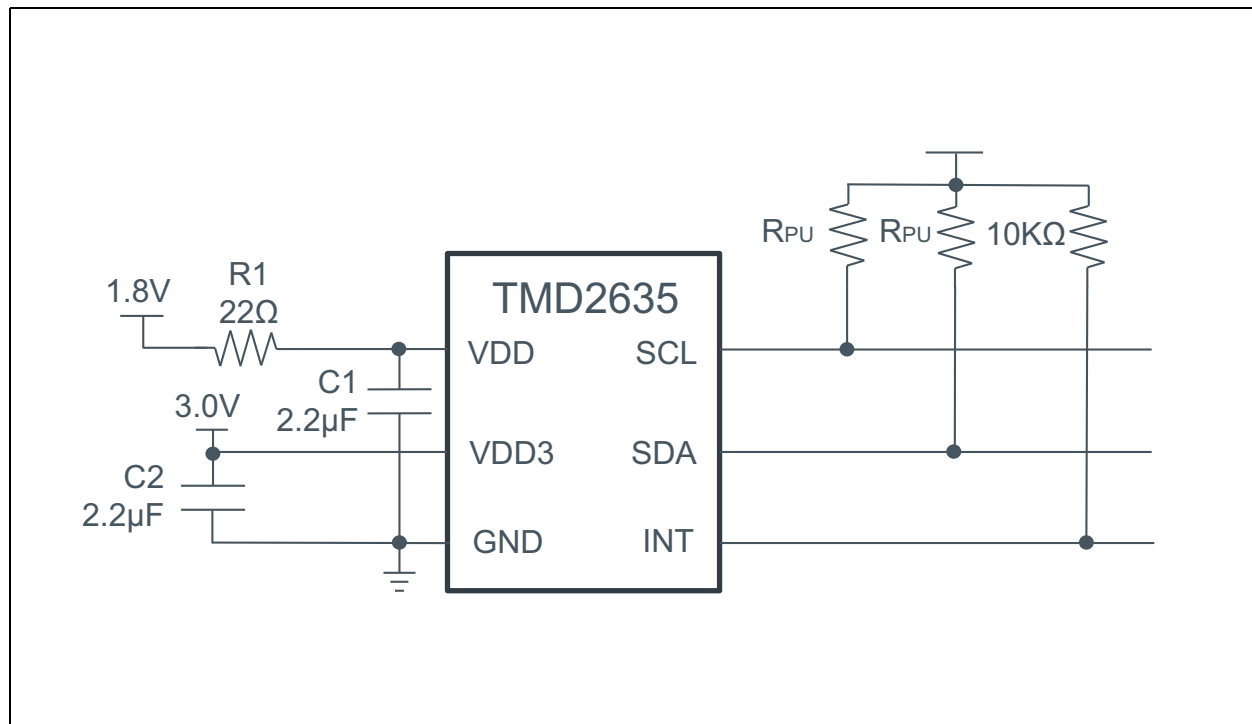 RPU
RPU
10KΩ
R1
22Ω
1.8V
TMD2635
VDD
SCL
C1
2.2µF
3.0V
VDD3
SDA
C2
2.2µF
GND
INT